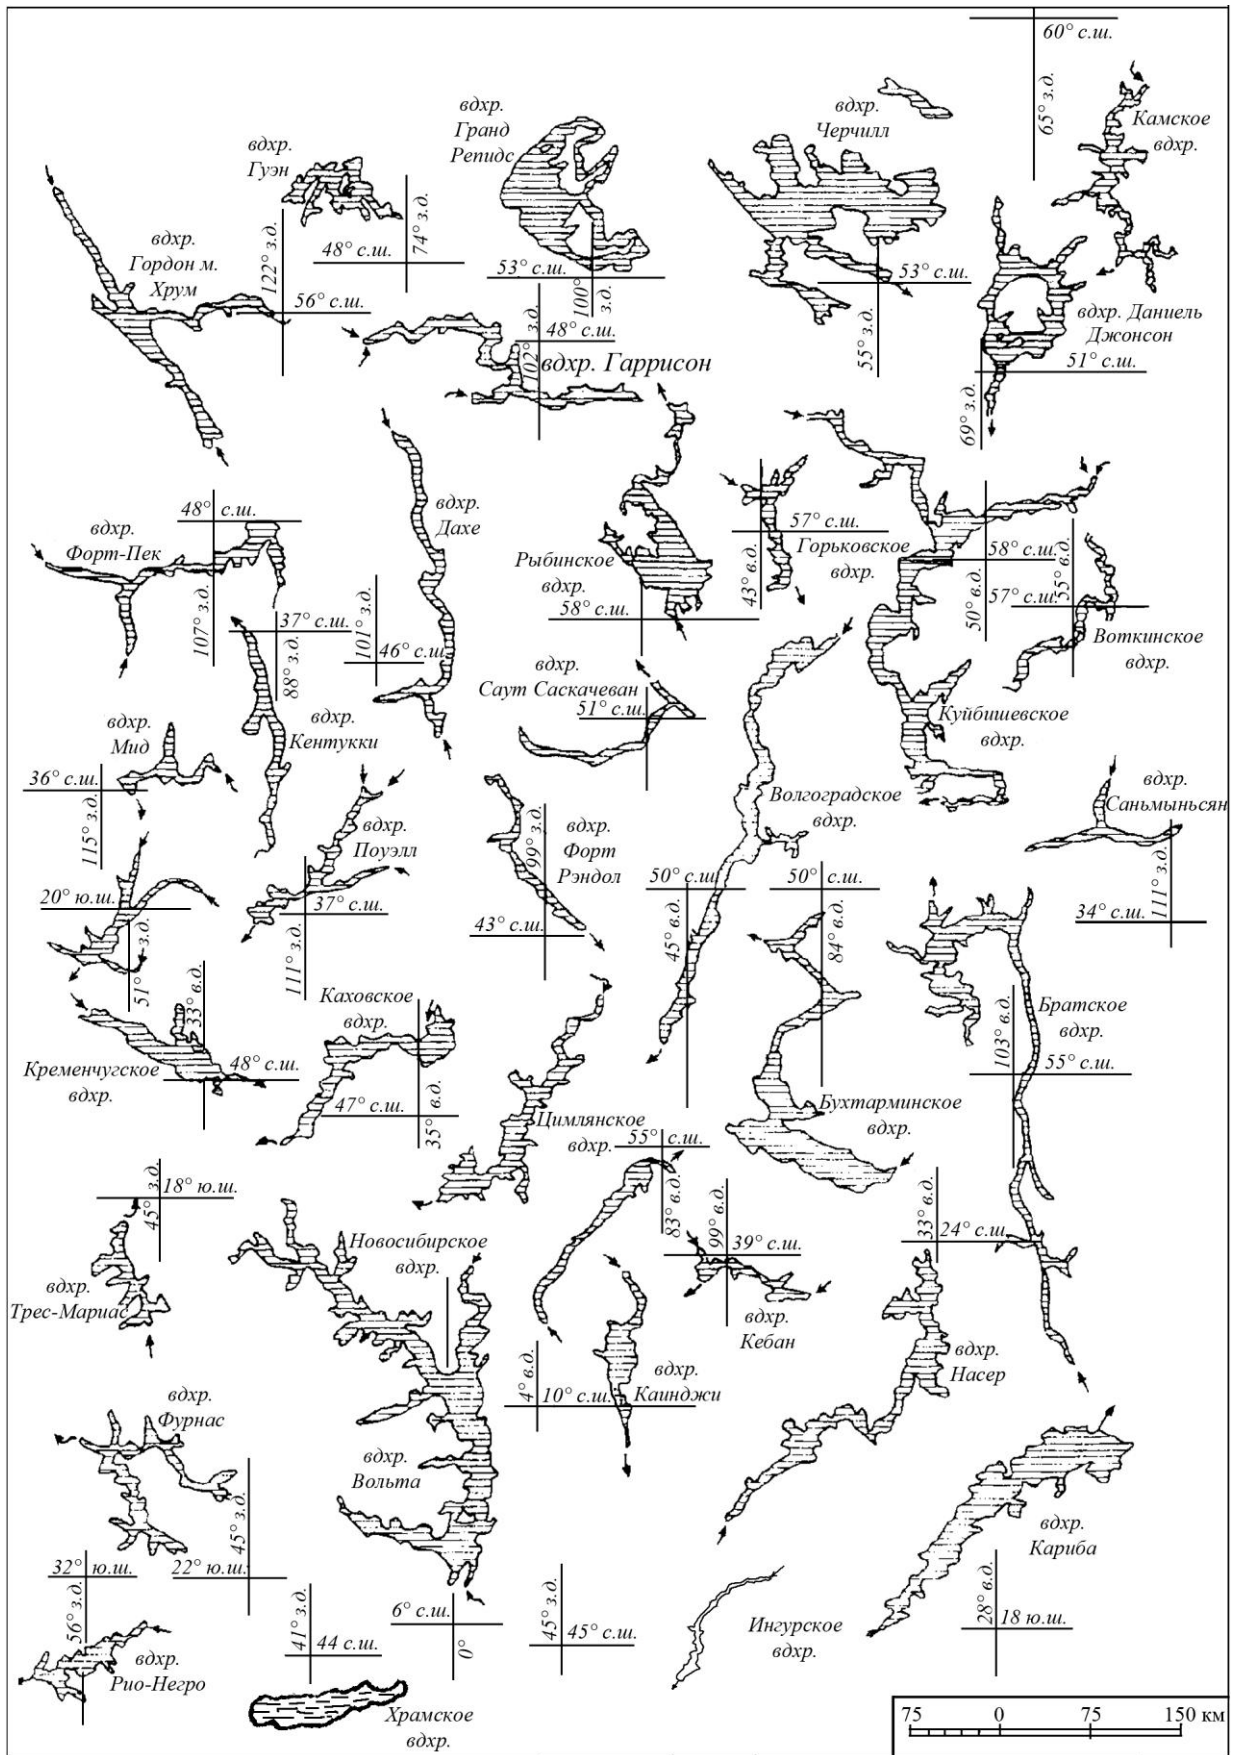 60° с.ш.
65° з.д.
Камское
вдхр.
вдхр.
Черчилл
вдхр.
Гранд
Репидс
вдхр.
Гуэн
48° с.ш.
74° з.д.
122° з.д.
56° с.ш.
вдхр.
Гордон м.
Хрум
53° с.ш.
100°
з.д.
53° с.ш.
55° з.д.
вдхр. Даниель
Джонсон
51° с.ш.
69° з.д.
48° с.ш.
02° з.д.
вдхр. Гаррисон
48° с.ш.
вдхр.
Форт-Пек
107° з.д.
вдхр.
Дахе
101° з.д.
46° с.ш.
Рыбинское
вдхр.
58° с.ш.
57° с.ш.
43° в.д.
Горьковское
вдхр.
58° с.ш.
50° в.д.
55° в.д.
57° с.ш.
Воткинское
вдхр.
37° с.ш.
88° з.д.
вдхр.
Кентукки
вдхр.
Саут Саскачеван
51° с.ш.
Куйбишевское
вдхр.
вдхр.
Мид
36° с.ш.
115° з.д.
вдхр.
Поуэлл
37° с.ш.
111° з.д.
99° з.д.
вдхр.
Форт
Рэндол
43° с.ш.
Волгоградское
вдхр.
50° с.ш.
45° в.д.
50° с.ш.
84° в.д.
вдхр.
Саньмыньсян
111° з.д.
34° с.ш.
20° ю.ш.
51° з.д.
33° в.д.
48° с.ш.
Кременчугское
вдхр.
Каховское
вдхр.
47° с.ш.
35° в.д.
Цимлянское
вдхр.
Бухтарминское
вдхр.
Братское
вдхр.
103° в.д.
55° с.ш.
55° с.ш.
83° в.д.
18° ю.ш.
45° з.д.
вдхр.
Трес-Мариас
Новосибирское
вдхр.
99° в.д.
39° с.ш.
вдхр.
Кебан
33° в.д.
24° с.ш.
вдхр.
Насер
4° в.д.
10° с.ш.
вдхр.
Каинджи
вдхр.
Фурнас
45° з.д.
22° ю.ш.
вдхр.
Вольта
6° с.ш.
0°
вдхр.
Кариба
28° в.д.
18 ю.ш.
32° ю.ш.
56° з.д.
вдхр.
Рио-Негро
41° з.д.
44 с.ш.
Храмское
вдхр.
45° з.д.
45° с.ш.
Ингурское
вдхр.
75 0 75 150 км